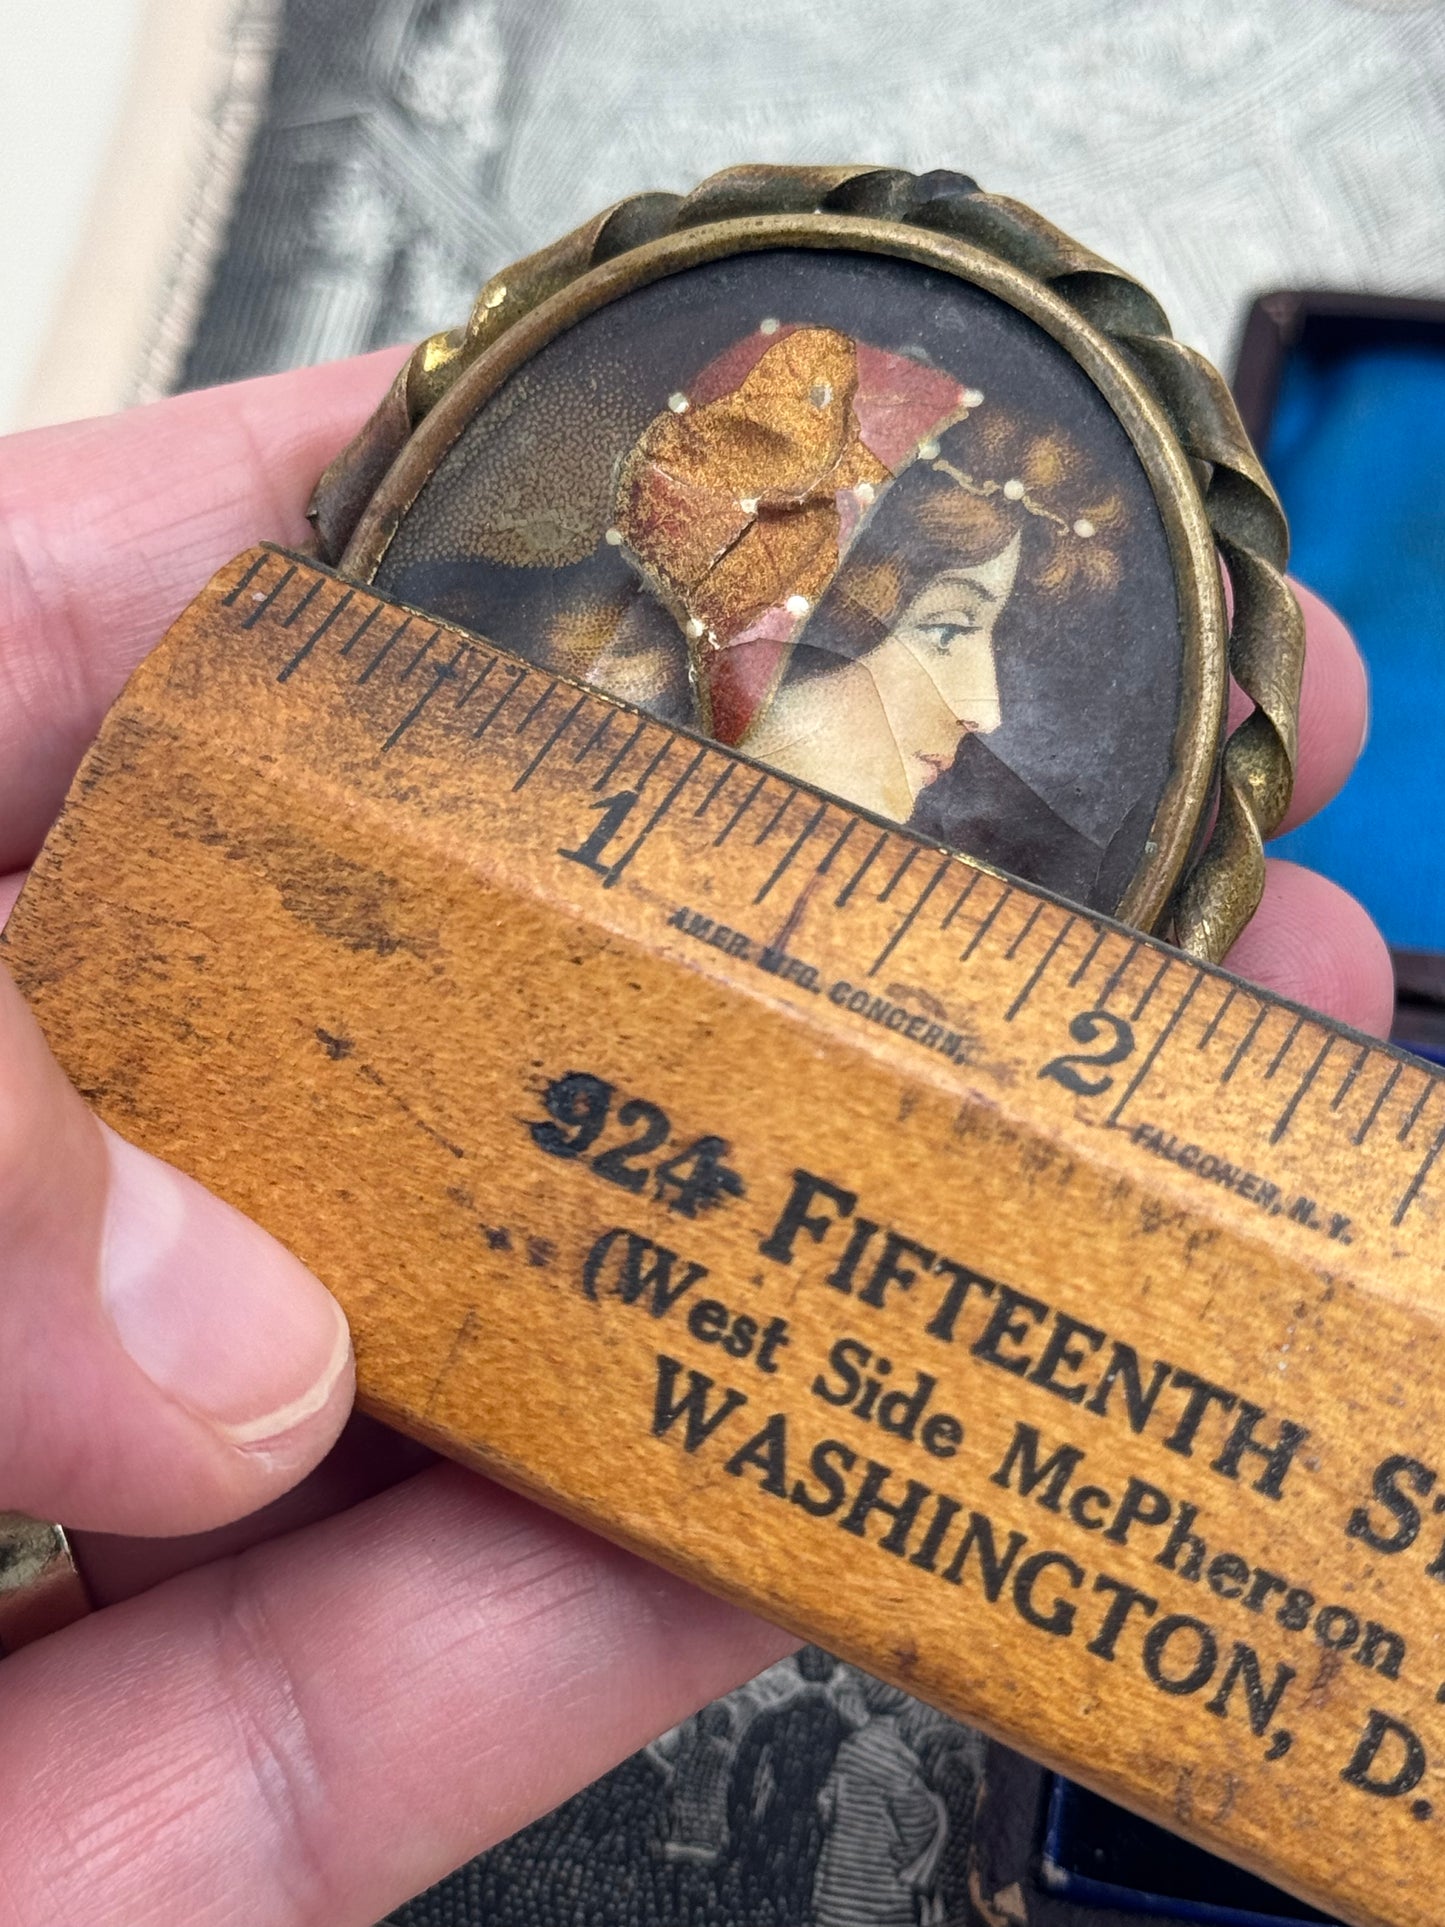 1 2
AMER. MFG. CONCERN, FALCONER, N. Y.
924 FIFTEENTH
(West Side McPherson
WASHINGTON, D.